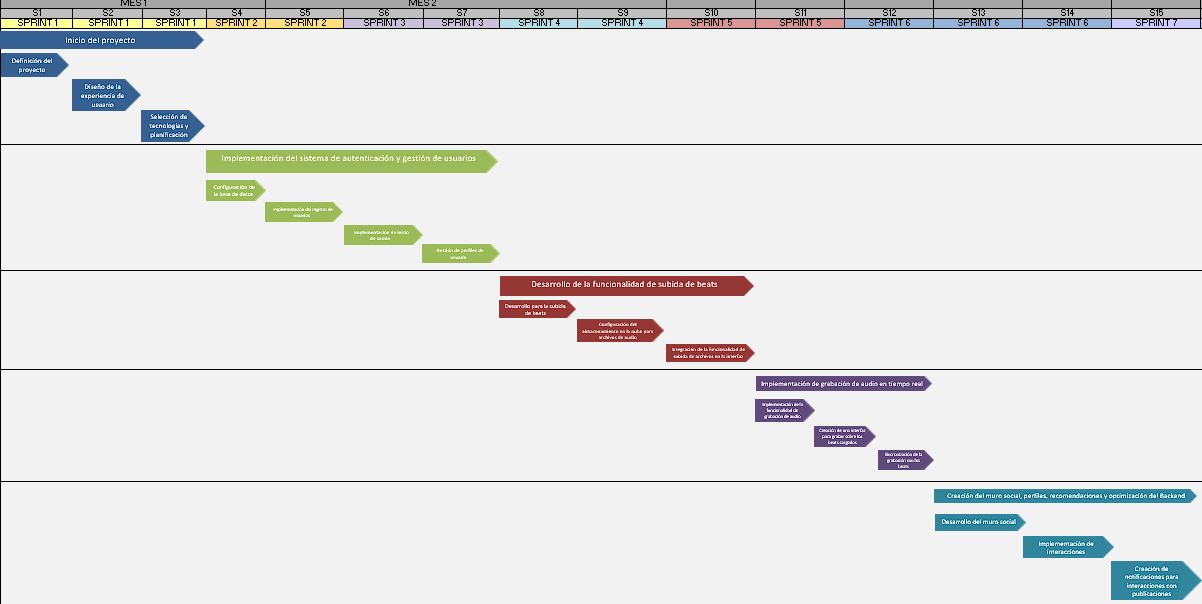 MES 1 MES 2
S1 S2 S3 S4 S5 S6 S7 S8 S9 S10 S11 S12 S13 S14 S15
SPRINT 1 SPRINT 1 SPRINT 1 SPRINT 2 SPRINT 2 SPRINT 3 SPRINT 3 SPRINT 4 SPRINT 4 SPRINT 5 SPRINT 5 SPRINT 6 SPRINT 6 SPRINT 6 SPRINT 7
Inicio del proyecto
Definición del
proyecto
Diseño de la
experiencia de
usuario
Selección de
tecnologías y
planificación
Implementación del sistema de autenticación y gestión de usuarios
Configuración de
la base de datos
Implementación del registro de
usuarios
Implementación de inicio
de sesión
Gestión de perfiles de
usuario
Desarrollo de la funcionalidad de subida de beats
Desarrollo para la subida
de beats
Configuración del
almacenamiento en la nube para
archivos de audio
Integración de la funcionalidad de
subida de archivos en la interfaz
Implementación de grabación de audio en tiempo real
Implementación de la
funcionalidad de
grabación de audio
Creación de una interfaz
para grabar sobre los
beats cargados
Sincronización de la
grabación con los
beats
Creación del muro social, perfiles, recomendaciones y optimización del Backend
Desarrollo del muro social
Implementación de
interacciones
Creación de
notificaciones para
interacciones con
publicaciones